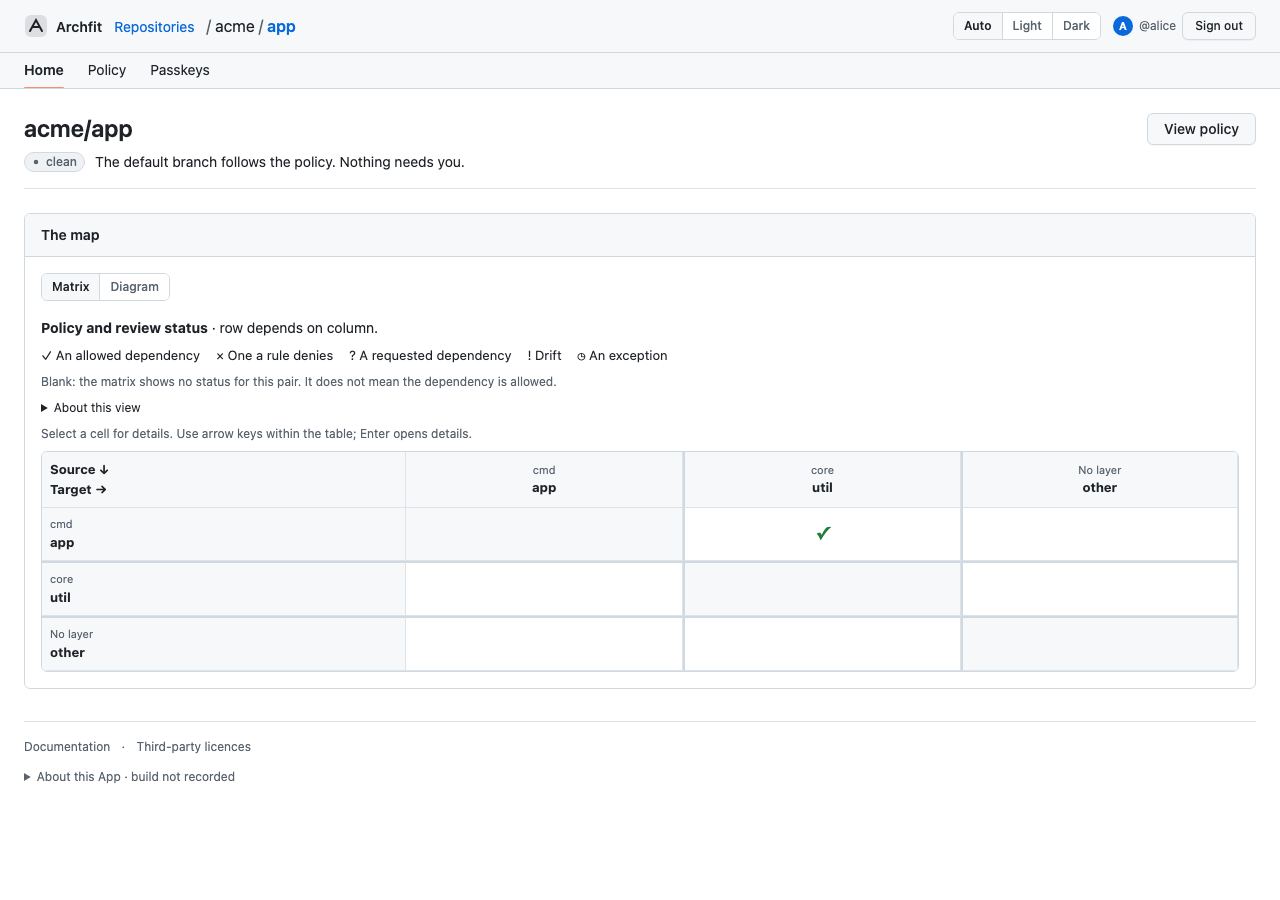 Archfit Repositories / acme / app
Auto Light Dark A @alice Sign out
Home Policy Passkeys
acme/app
View policy
• clean The default branch follows the policy. Nothing needs you.
The map
Matrix Diagram
Policy and review status · row depends on column.
✓ An allowed dependency × One a rule denies ? A requested dependency ! Drift ◷ An exception
Blank: the matrix shows no status for this pair. It does not mean the dependency is allowed.
▶ About this view
Select a cell for details. Use arrow keys within the table; Enter opens details.
Source ↓
Target →
cmd
app
core
util
No layer
other
cmd
app
✓
core
util
No layer
other
Documentation · Third-party licences
▶ About this App · build not recorded